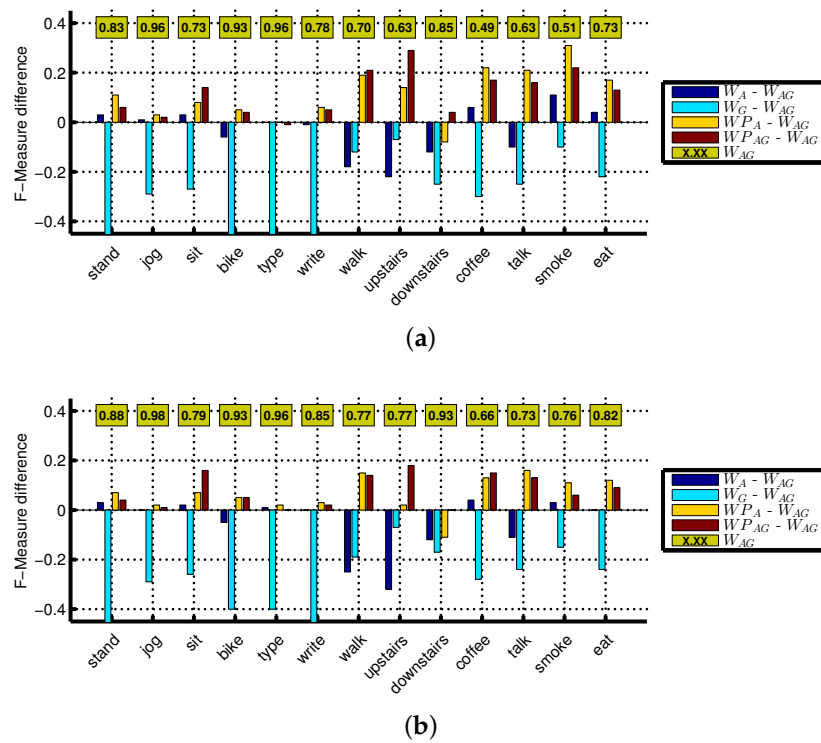 0.4 0.83 0.96 0.73 0.93 0.96 0.78 0.70 0.63 0.85 0.49 0.63 0.51 0.73
0.2
0
−0.2
−0.4
F−Measure difference
stand jog sit bike type write walk upstairs downstairs coffee talk smoke eat
W_A - W_AG
W_G - W_AG
WP_A - W_AG
WP_AG - W_AG
X.XX W_AG
(a)
0.4 0.88 0.98 0.79 0.93 0.96 0.85 0.77 0.77 0.93 0.66 0.73 0.76 0.82
0.2
0
−0.2
−0.4
F−Measure difference
stand jog sit bike type write walk upstairs downstairs coffee talk smoke eat
W_A - W_AG
W_G - W_AG
WP_A - W_AG
WP_AG - W_AG
X.XX W_AG
(b)